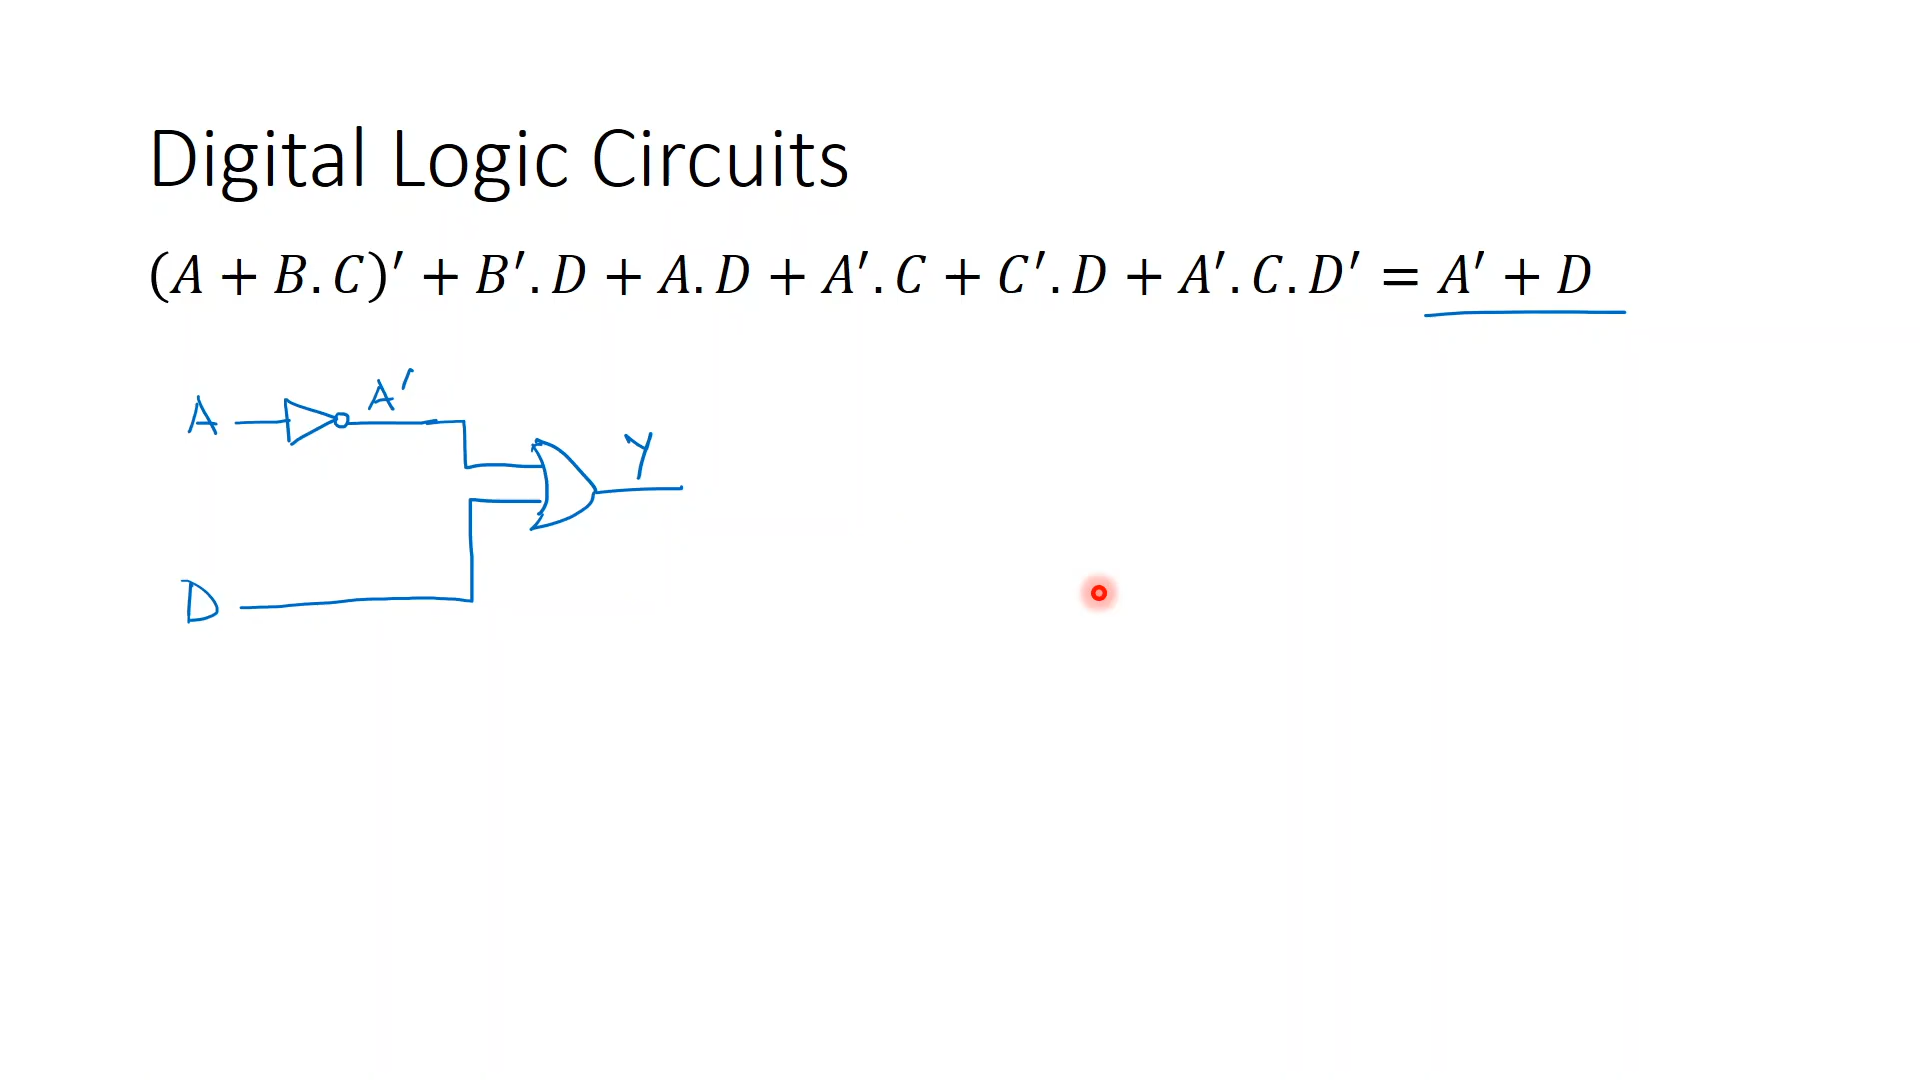 Digital Logic Circuits
(A + B.C)′ + B′.D + A.D + A′.C + C′.D + A′.C.D′ = A′ + D
A′
A
Y
D